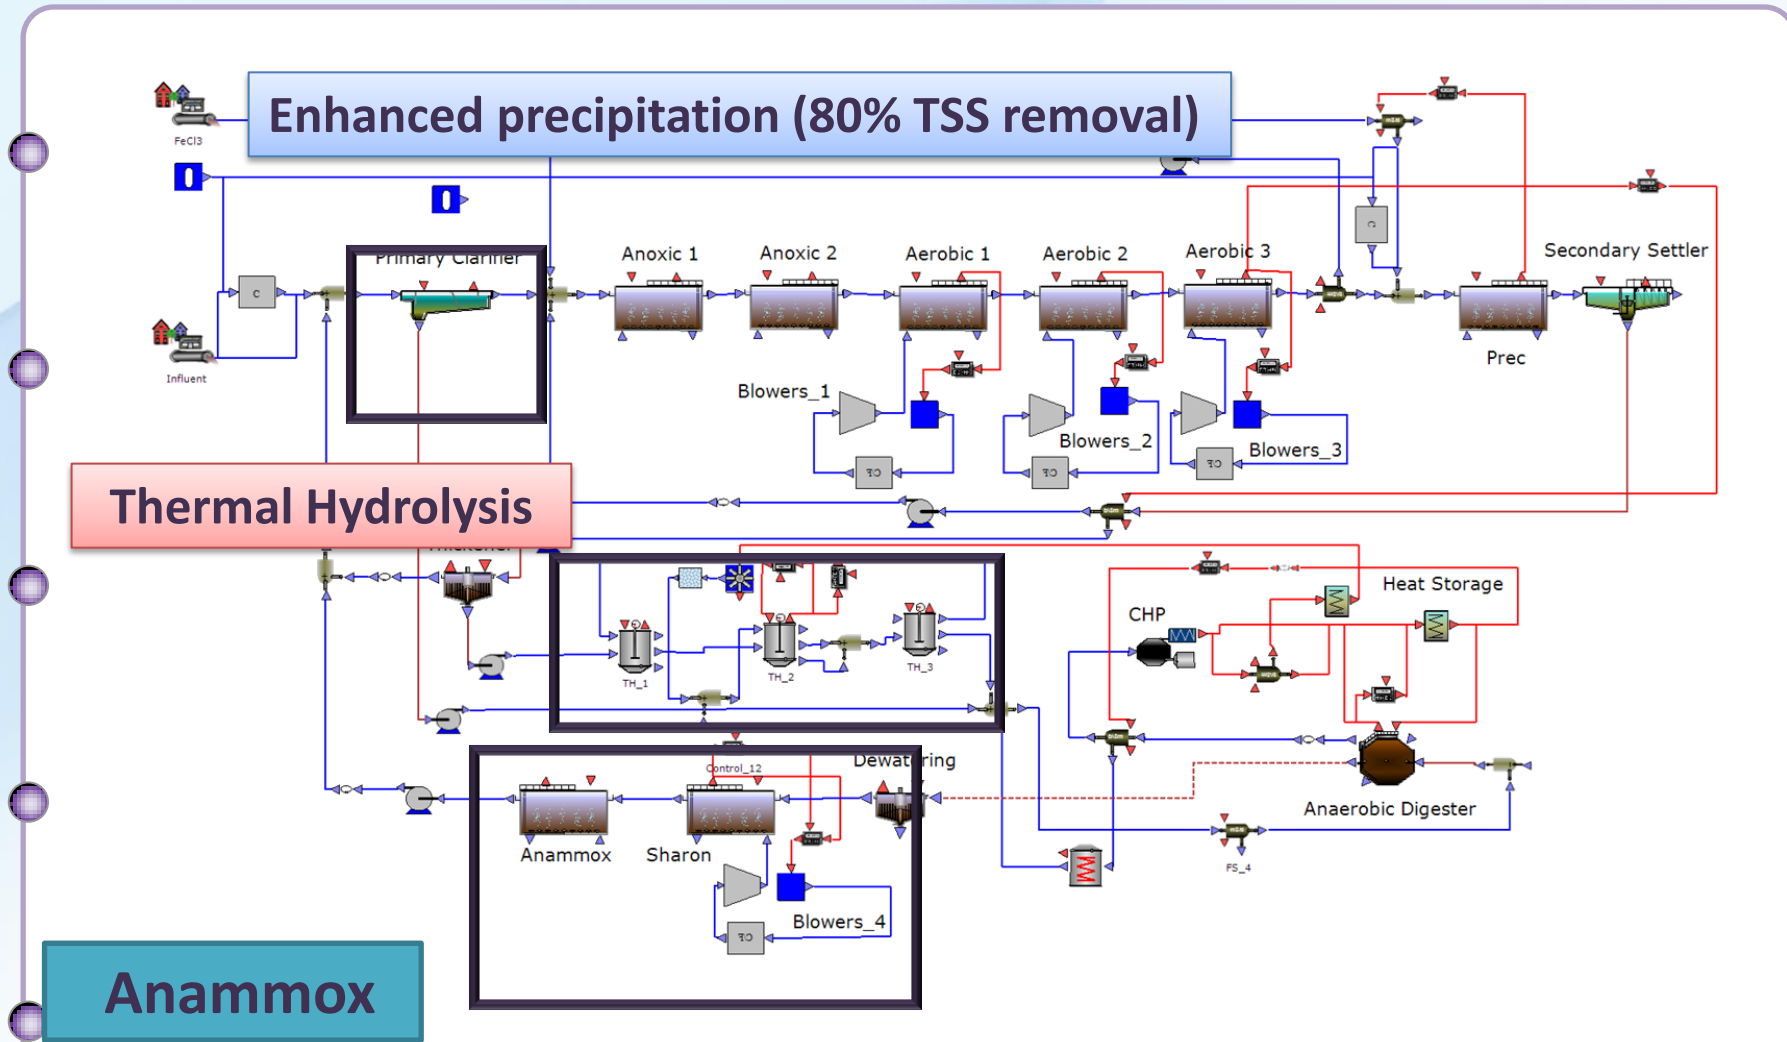 Enhanced precipitation (80% TSS removal)
FeCl3
Primary Clarifier
Anoxic 1
Anoxic 2
Aerobic 1
Aerobic 2
Aerobic 3
Secondary Settler
C
C
Influent
Prec
Blowers_1
Blowers_2
Blowers_3
Thermal Hydrolysis
Thickener
Heat Storage
CHP
TH_1
TH_2
TH_3
Control_12
Dewatering
Anaerobic Digester
Anammox
Sharon
FS_4
Blowers_4
Anammox